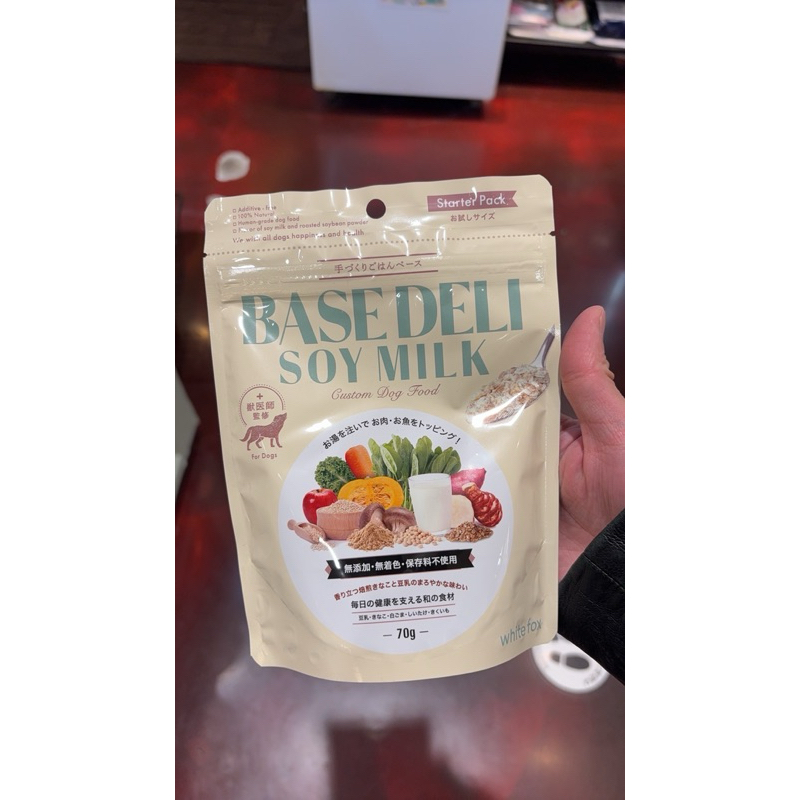 Additive - free
100% Natural
Human-grade dog food
of soy milk and roasted soybean powder
We wish all dogs happiness and health
Starter Pack
お試しサイズ
手づくりごはんベース
BASE DELI
SOY MILK
Custom Dog Food
+
獣医師
監修
For Dogs
お湯を注いで お肉・お魚をトッピング!
無添加・無着色・保存料不使用
香り立つ焙煎きなこと豆乳のまろやかな味わい
毎日の健康を支える和の食材
豆乳・きなこ・白ごま・しいたけ・きくいも
— 70g —
white fox